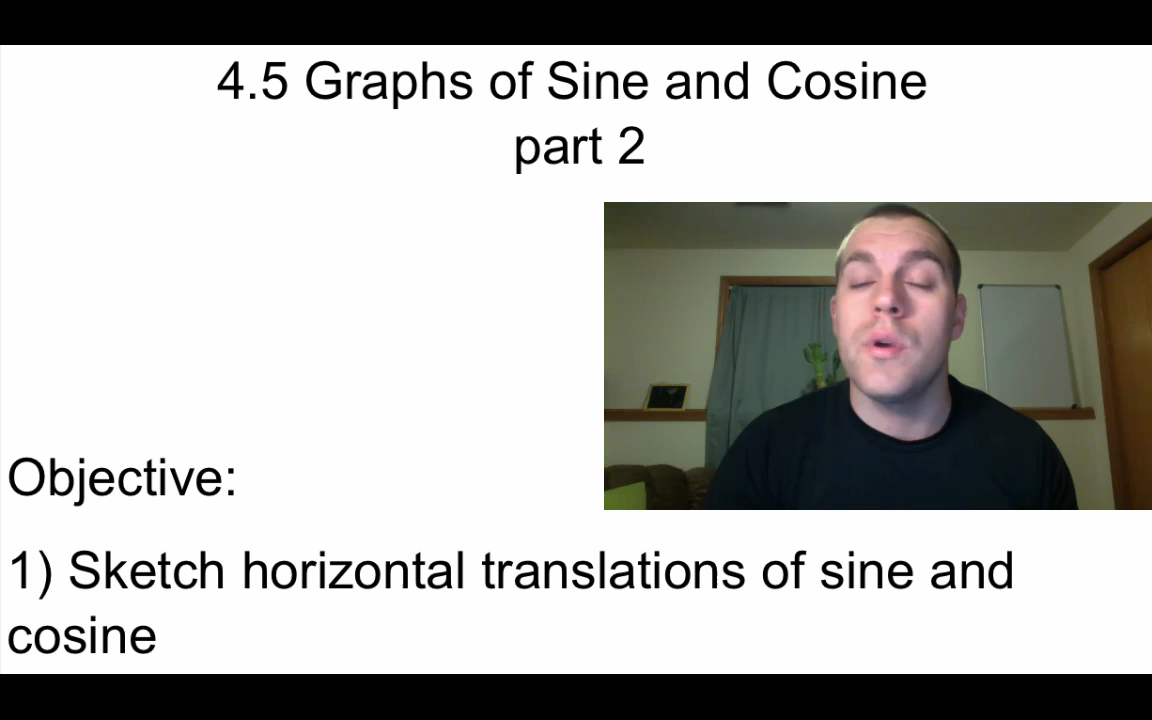 4.5 Graphs of Sine and Cosine
part 2
Objective:
1) Sketch horizontal translations of sine and
cosine